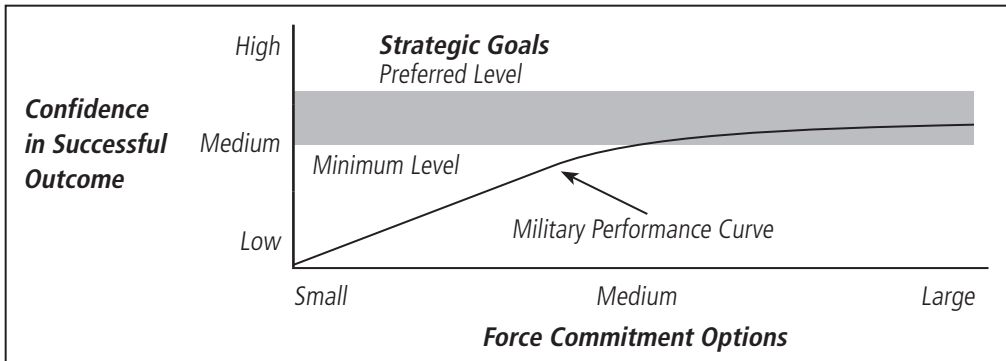 High
Strategic Goals
Preferred Level
Confidence
in Successful
Outcome
Medium
Minimum Level
Military Performance Curve
Low
Small
Medium
Large
Force Commitment Options